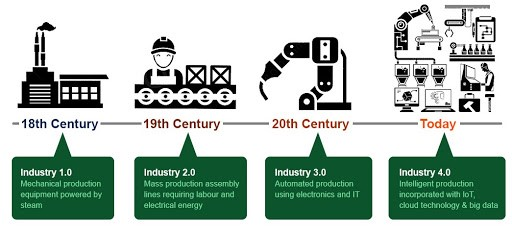 18th Century
19th Century
20th Century
Today
Industry 1.0
Mechanical production
equipment powered by
steam
Industry 2.0
Mass production assembly
lines requiring labour and
electrical energy
Industry 3.0
Automated production
using electronics and IT
Industry 4.0
Intelligent production
incorporated with IoT,
cloud technology & big data